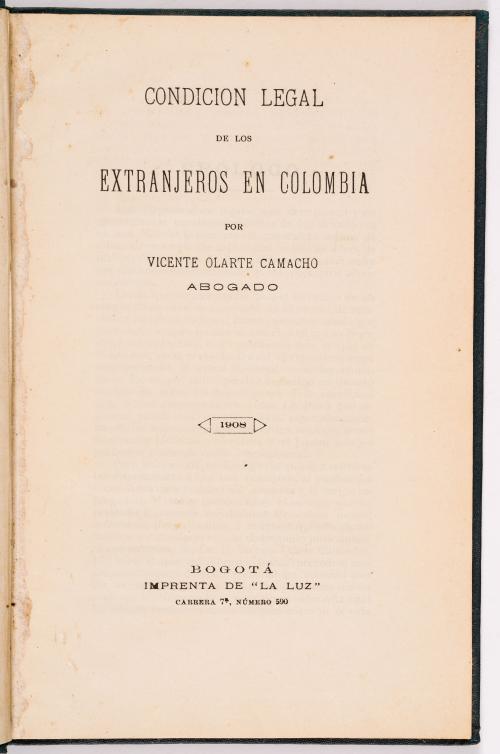 CONDICION LEGAL
DE LOS
EXTRANJEROS EN COLOMBIA
POR
VICENTE OLARTE CAMACHO
ABOGADO
1908
BOGOTÁ
IMPRENTA DE "LA LUZ"
CARRERA 7ª, NÚMERO 590